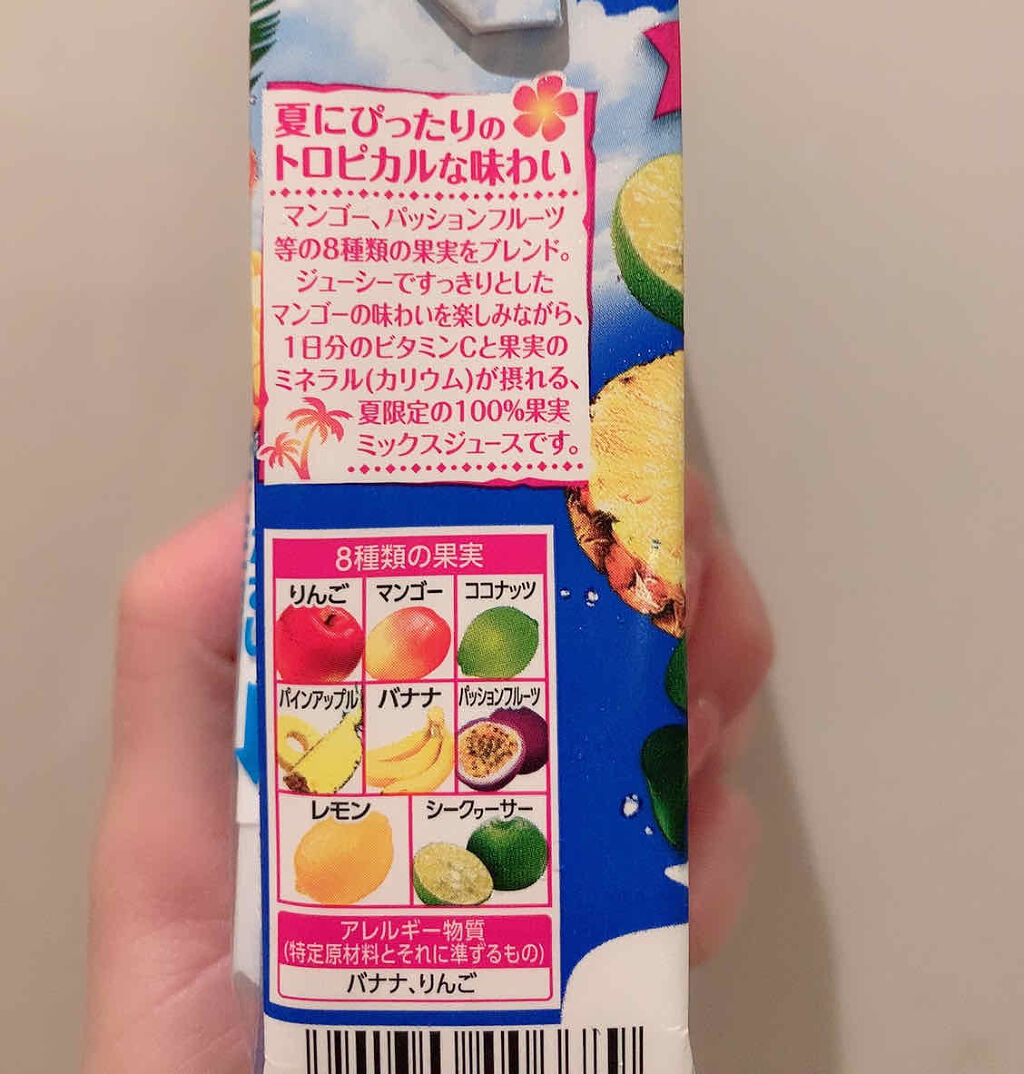 夏にぴったりの
トロピカルな味わい
マンゴー、パッションフルーツ
等の8種類の果実をブレンド。
ジューシーですっきりとした
マンゴーの味わいを楽しみながら、
1日分のビタミンCと果実の
ミネラル(カリウム)が摂れる、
夏限定の100%果実
ミックスジュースです。
8種類の果実
りんご マンゴー ココナッツ
パインアップル バナナ パッションフルーツ
レモン シークヮーサー
アレルギー物質
(特定原材料とそれに準ずるもの)
バナナ、りんご